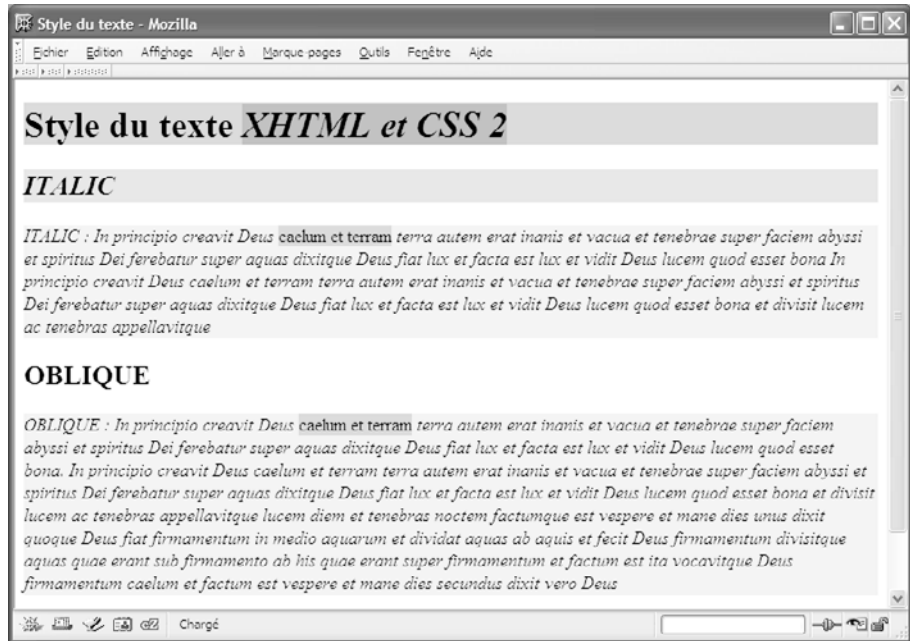 Style du texte - Mozilla
Fichier Edition Affichage Aller à Marque-pages Outils Fenêtre Aide
Style du texte XHTML et CSS 2
ITALIC
ITALIC : In principio creavit Deus caelum et terram terra autem erat inanis et vacua et tenebrae super faciem abyssi
et spiritus Dei ferebatur super aquas dixitque Deus fiat lux et facta est lux et vidit Deus lucem quod esset bona In
principio creavit Deus caelum et terram terra autem erat inanis et vacua et tenebrae super faciem abyssi et spiritus
Dei ferebatur super aquas dixitque Deus fiat lux et facta est lux et vidit Deus lucem quod esset bona et divisit lucem
ac tenebras appellavitque
OBLIQUE
OBLIQUE : In principio creavit Deus caelum et terram terra autem erat inanis et vacua et tenebrae super faciem
abyssi et spiritus Dei ferebatur super aquas dixitque Deus fiat lux et facta est lux et vidit Deus lucem quod esset
bona. In principio creavit Deus caelum et terram terra autem erat inanis et vacua et tenebrae super faciem abyssi et
spiritus Dei ferebatur super aquas dixitque Deus fiat lux et facta est lux et vidit Deus lucem quod esset bona et divisit
lucem ac tenebras appellavitque lucem diem et tenebras noctem factumque est vespere et mane dies unus dixit
quoque Deus fiat firmamentum in medio aquarum et dividat aquas ab aquis et fecit Deus firmamentum divisitque
aquas quae erant sub firmamento ab his quae erant super firmamentum et factum est ita vocavitque Deus
firmamentum caelum et factum est vespere et mane dies secundus dixit vero Deus
Chargé